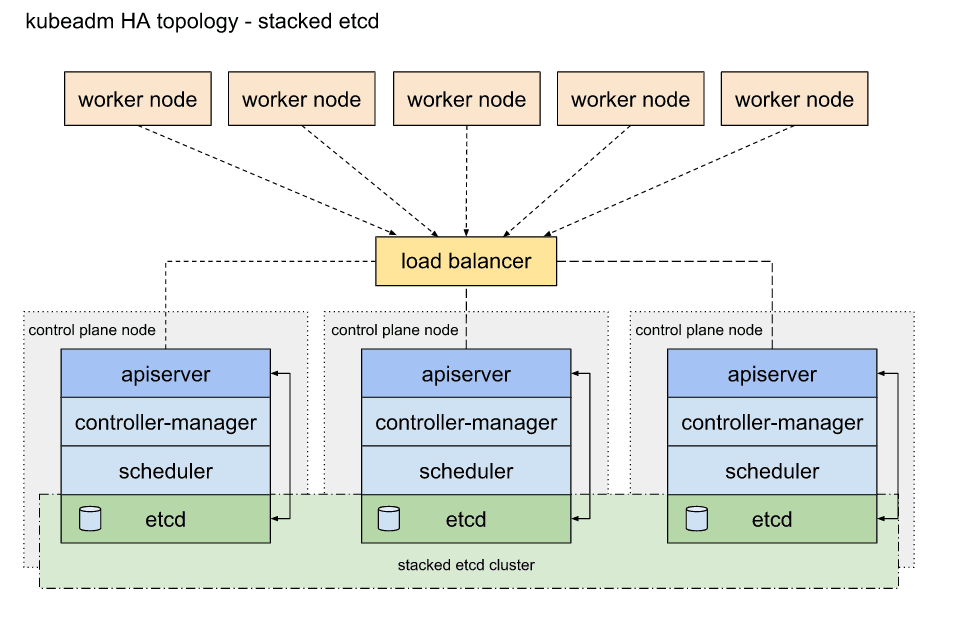 kubeadm HA topology - stacked etcd
worker node
worker node
worker node
worker node
worker node
load balancer
control plane node
control plane node
control plane node
apiserver
apiserver
apiserver
controller-manager
controller-manager
controller-manager
scheduler
scheduler
scheduler
etcd
etcd
etcd
stacked etcd cluster